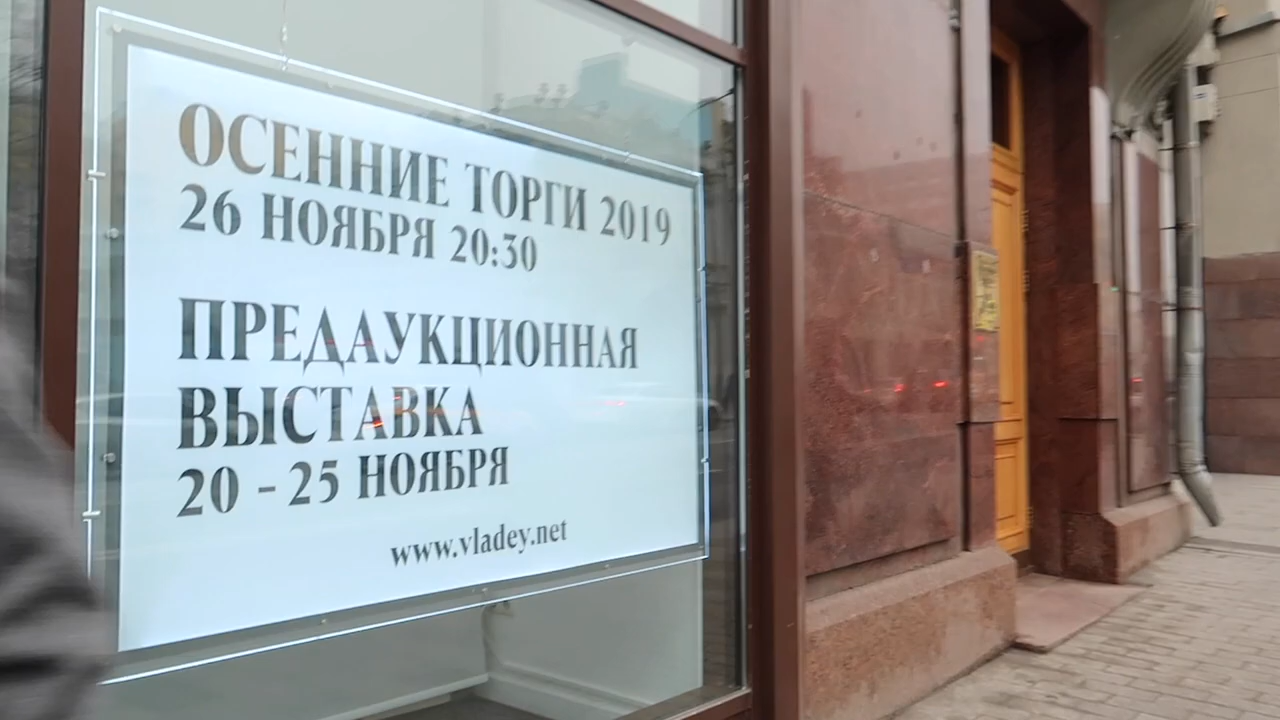 ОСЕННИЕ ТОРГИ 2019
26 НОЯБРЯ 20:30
ПРЕДАУКЦИОННАЯ
ВЫСТАВКА
20 - 25 НОЯБРЯ
www.vladey.net